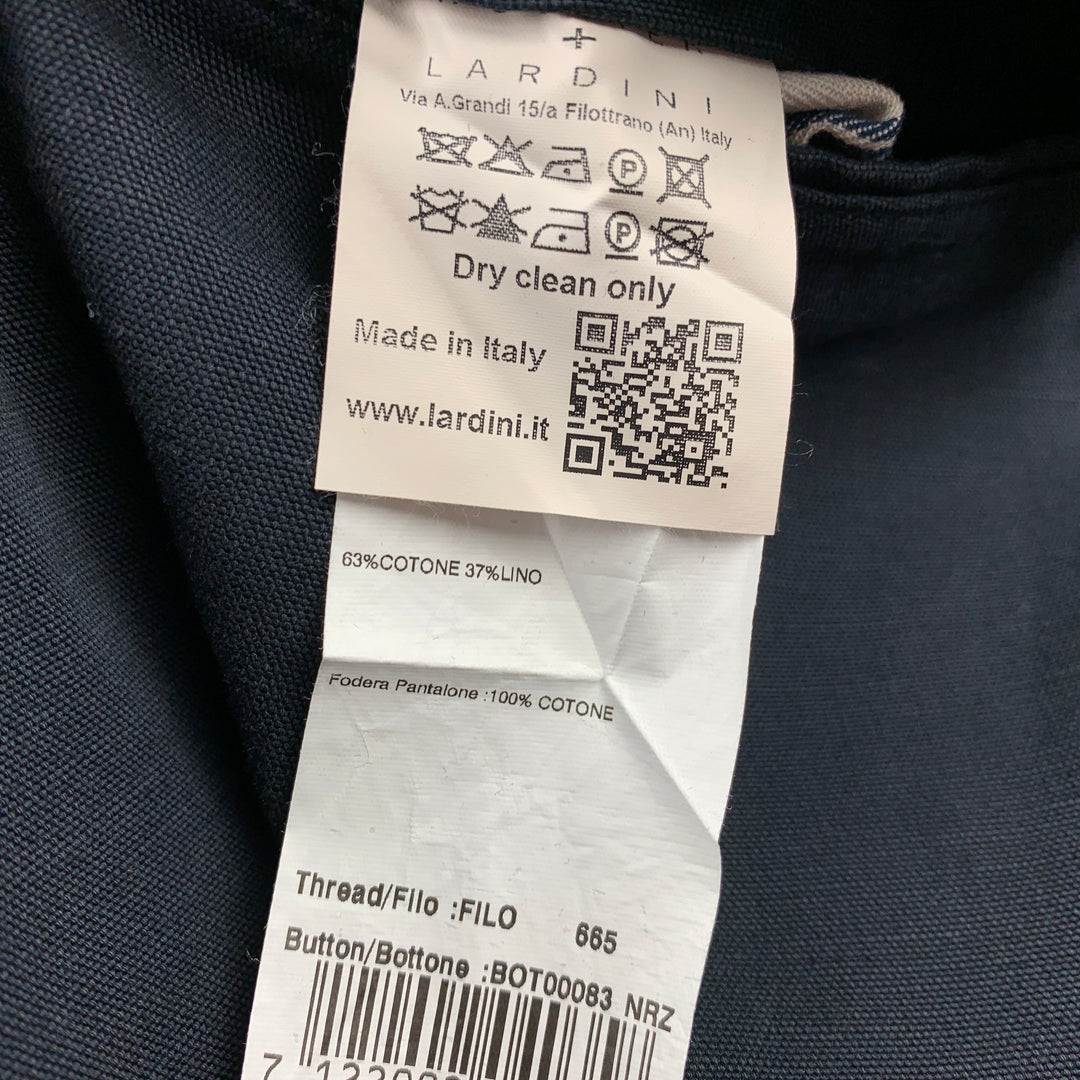 LARDINI
Via A.Grandi 15/a Filottrano (An) Italy
P
P
Dry clean only
Made in Italy
www.lardini.it
63%COTONE 37%LINO
Fodera Pantalone :100% COTONE
Thread/Filo :FILO 665
Button/Bottone :BOT00083 NRZ